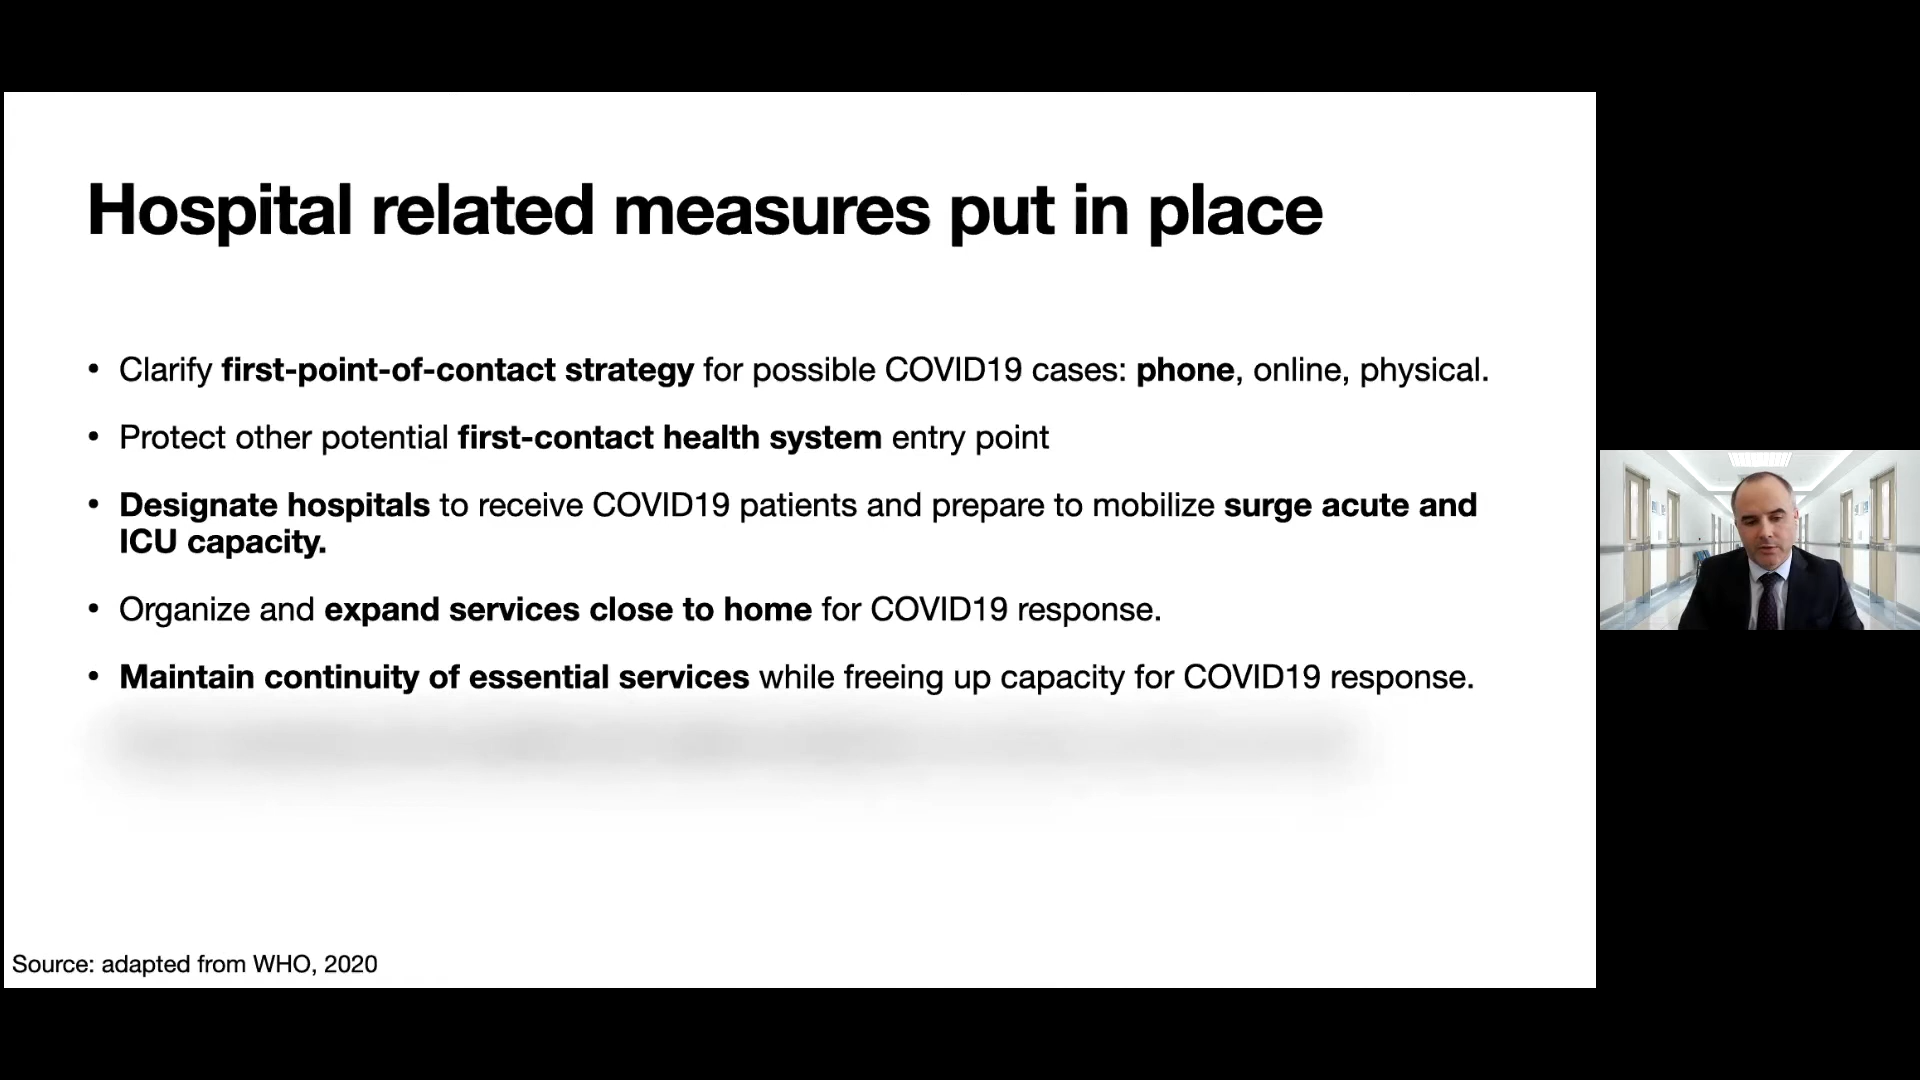 Hospital related measures put in place
• Clarify first-point-of-contact strategy for possible COVID19 cases: phone, online, physical.
• Protect other potential first-contact health system entry point
• Designate hospitals to receive COVID19 patients and prepare to mobilize surge acute and
ICU capacity.
• Organize and expand services close to home for COVID19 response.
• Maintain continuity of essential services while freeing up capacity for COVID19 response.
Source: adapted from WHO, 2020